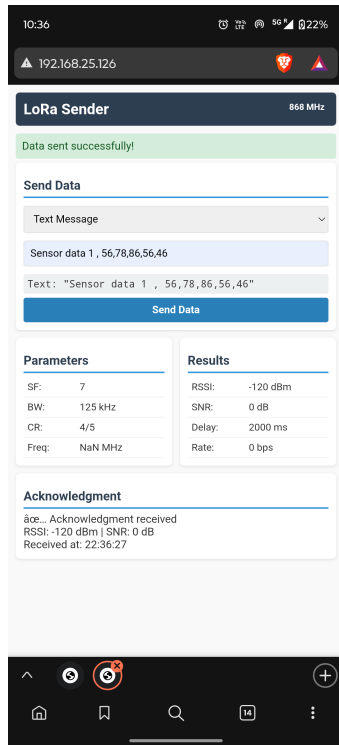 10:36
Vo))
LTE
5G
R
22%
192.168.25.126
LoRa Sender
868 MHz
Data sent successfully!
Send Data
Text Message
Sensor data 1 , 56,78,86,56,46
Text: "Sensor data 1 , 56,78,86,56,46"
Send Data
Parameters
SF: 7
BW: 125 kHz
CR: 4/5
Freq: NaN MHz
Results
RSSI: -120 dBm
SNR: 0 dB
Delay: 2000 ms
Rate: 0 bps
Acknowledgment
âœ… Acknowledgment received
RSSI: -120 dBm | SNR: 0 dB
Received at: 22:36:27
14